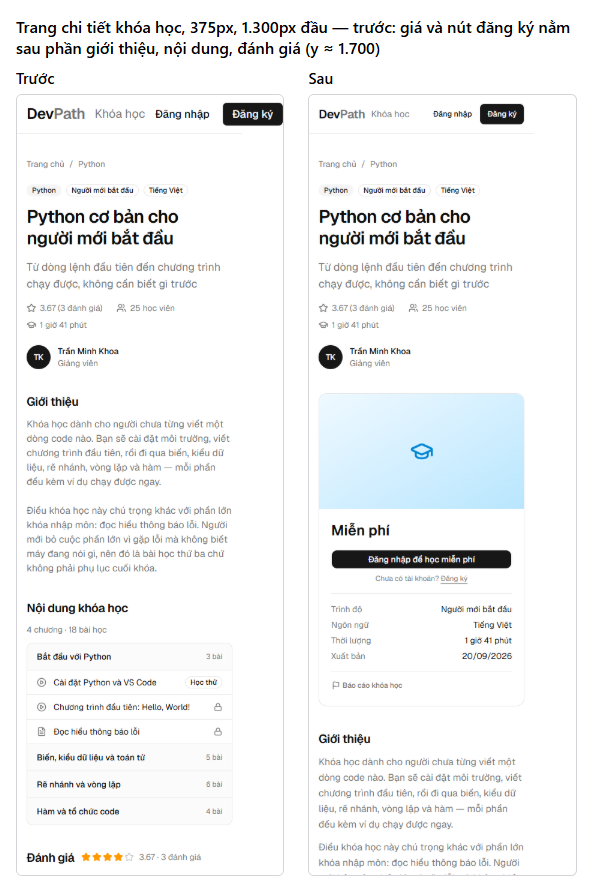 Trang chi tiết khóa học, 375px, 1.300px đầu — trước: giá và nút đăng ký nằm
sau phần giới thiệu, nội dung, đánh giá (y ≈ 1.700)
Trước
DevPath Khóa học Đăng nhập Đăng ký
Trang chủ / Python
Python Người mới bắt đầu Tiếng Việt
Python cơ bản cho
người mới bắt đầu
Từ dòng lệnh đầu tiên đến chương trình
chạy được, không cần biết gì trước
3.67 (3 đánh giá) 25 học viên
1 giờ 41 phút
TK Trần Minh Khoa
Giảng viên
Giới thiệu
Khóa học dành cho người chưa từng viết một
dòng code nào. Bạn sẽ cài đặt môi trường, viết
chương trình đầu tiên, rồi đi qua biến, kiểu dữ
liệu, rẽ nhánh, vòng lặp và hàm — mỗi phần
đều kèm ví dụ chạy được ngay.
Điều khóa học này chú trọng khác với phần lớn
khóa nhập môn: đọc hiểu thông báo lỗi. Người
mới bỏ cuộc phần lớn vì gặp lỗi mà không biết
máy đang nói gì, nên đó là bài học thứ ba chứ
không phải phụ lục cuối khóa.
Nội dung khóa học
4 chương · 18 bài học
Bắt đầu với Python 3 bài
Cài đặt Python và VS Code Học thử
Chương trình đầu tiên: Hello, World!
Đọc hiểu thông báo lỗi
Biến, kiểu dữ liệu và toán tử 5 bài
Rẽ nhánh và vòng lặp 6 bài
Hàm và tổ chức code 4 bài
Đánh giá 3.67 · 3 đánh giá
Sau
DevPath Khóa học Đăng nhập Đăng ký
Trang chủ / Python
Python Người mới bắt đầu Tiếng Việt
Python cơ bản cho
người mới bắt đầu
Từ dòng lệnh đầu tiên đến chương trình
chạy được, không cần biết gì trước
3.67 (3 đánh giá) 25 học viên
1 giờ 41 phút
TK Trần Minh Khoa
Giảng viên
Miễn phí
Đăng nhập để học miễn phí
Chưa có tài khoản? Đăng ký
Trình độ Người mới bắt đầu
Ngôn ngữ Tiếng Việt
Thời lượng 1 giờ 41 phút
Xuất bản 20/09/2025
Báo cáo khóa học
Giới thiệu
Khóa học dành cho người chưa từng viết một
dòng code nào. Bạn sẽ cài đặt môi trường, viết
chương trình đầu tiên, rồi đi qua biến, kiểu dữ
liệu, rẽ nhánh, vòng lặp và hàm — mỗi phần
đều kèm ví dụ chạy được ngay.
Điều khóa học này chú trọng khác với phần lớn
khóa nhập môn: đọc hiểu thông báo lỗi. Người